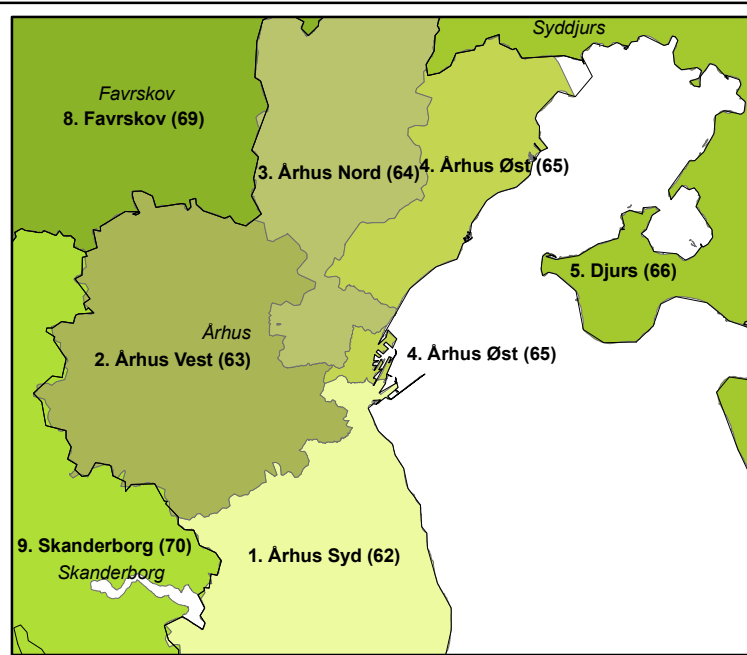 Syddjurs
Favrskov
8. Favrskov (69)
3. Århus Nord (64)
4. Århus Øst (65)
5. Djurs (66)
Århus
2. Århus Vest (63)
4. Århus Øst (65)
9. Skanderborg (70)
Skanderborg
1. Århus Syd (62)